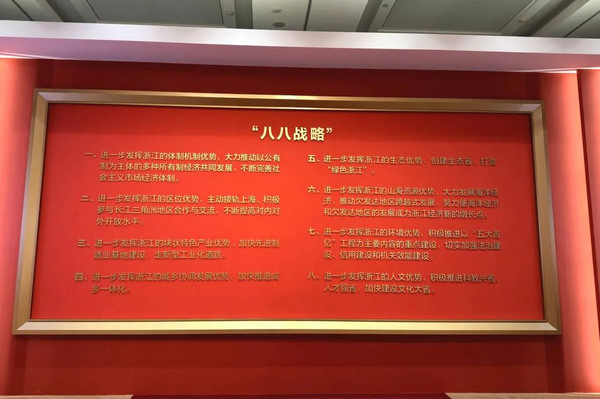 “八八战略”
一、进一步发挥浙江的体制机制优势，大力推动以公有
制为主体的多种所有制经济共同发展，不断完善社
会主义市场经济体制。
二、进一步发挥浙江的区位优势，主动接轨上海、积极
参与长江三角洲地区合作与交流，不断提高对内对
外开放水平。
三、进一步发挥浙江的块状特色产业优势，加快先进制
造业基地建设，走新型工业化道路。
四、进一步发挥浙江的城乡协调发展优势，加快推进城
乡一体化。
五、进一步发挥浙江的生态优势，创建生态省，打造
“绿色浙江”。
六、进一步发挥浙江的山海资源优势，大力发展海洋经
济，推动欠发达地区跨越式发展，努力使海洋经济
和欠发达地区的发展成为浙江经济新的增长点。
七、进一步发挥浙江的环境优势，积极推进以“五大百
亿”工程为主要内容的重点建设，切实加强法治建
设、信用建设和机关效能建设。
八、进一步发挥浙江的人文优势，积极推进科教兴省、
人才强省，加快建设文化大省。